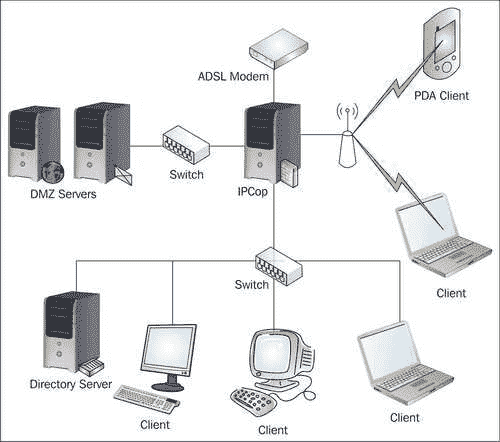 ADSL Modem
PDA Client
DMZ Servers
Switch
IPCop
Client
Switch
Directory Server
Client
Client
Client